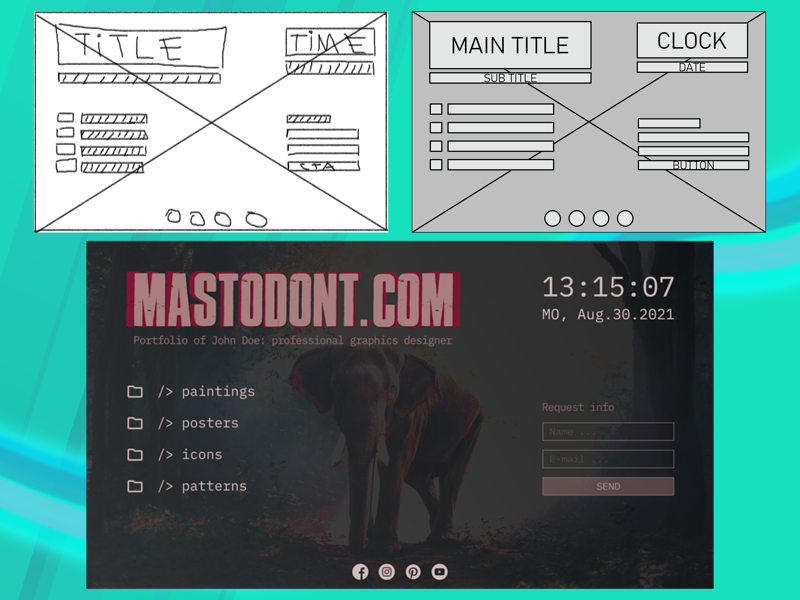 TiTLE
TiME
CTA
MAIN TITLE
SUB TITLE
CLOCK
DATE
BUTTON
MASTODONT.COM
Portfolio of John Doe: professional graphics designer
13:15:07
MO, Aug.30.2021
/> paintings
/> posters
/> icons
/> patterns
Request info
Name ...
E-mail ...
SEND